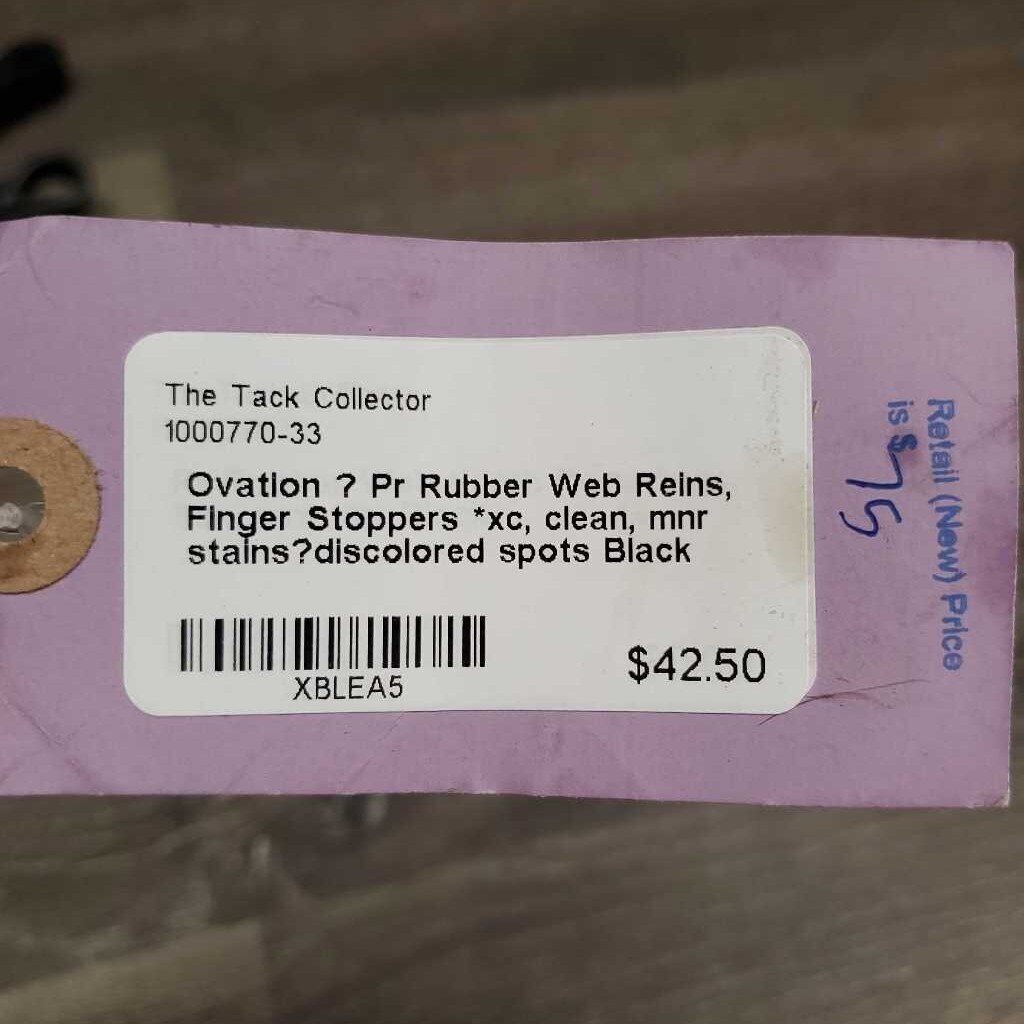 The Tack Collector
1000770-33
Ovation ? Pr Rubber Web Reins,
Finger Stoppers *xc, clean, mnr
stains?discolored spots Black
XBLEA5
$42.50
Retail (New) Price
is $75